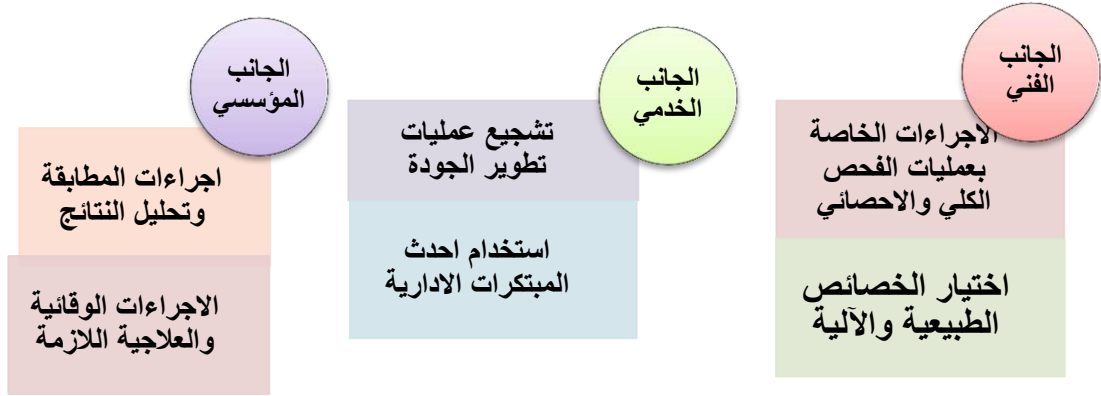 الجانب
الفني
الاجراءات الخاصة
بعمليات الفحص
الكلي والاحصائي
اختيار الخصائص
الطبيعية والآلية
الجانب
الخدمي
تشجيع عمليات
تطوير الجودة
استخدام احدث
المبتكرات الادارية
الجانب
المؤسسي
اجراءات المطابقة
وتحليل النتائج
الاجراءات الوقائية
والعلاجية اللازمة